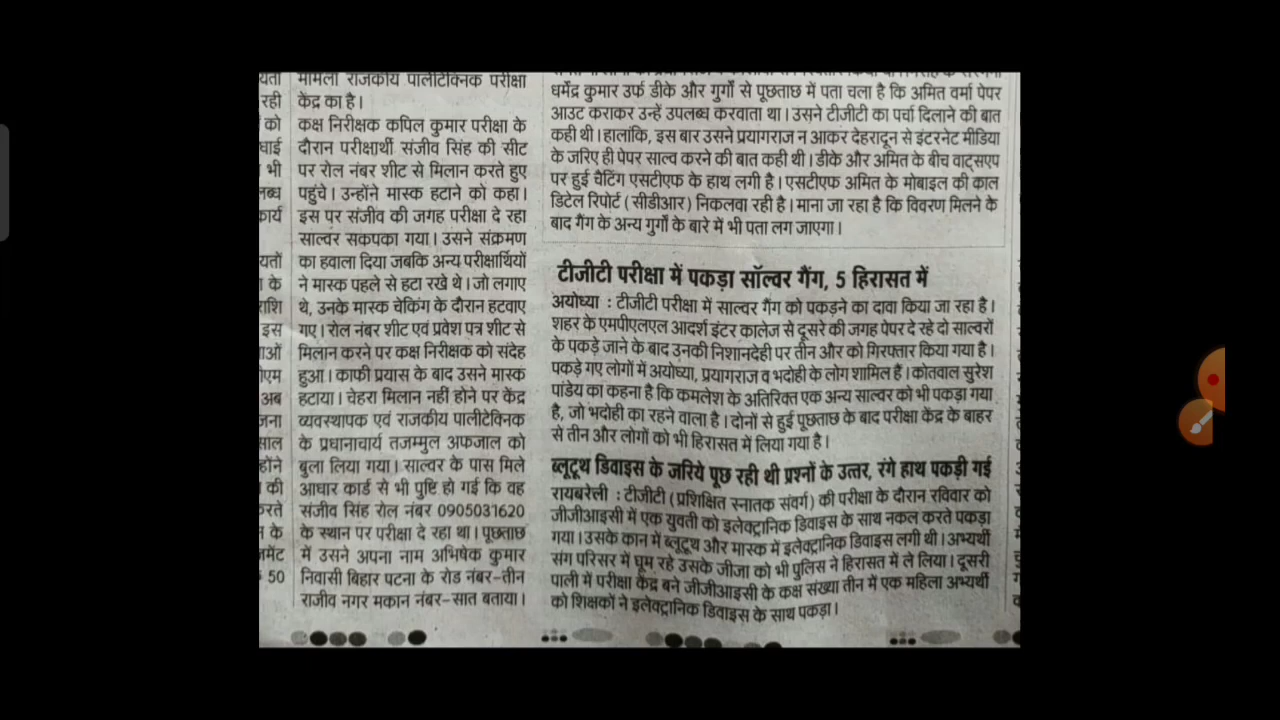 यता
रही
को
भी
लब्ध
कार्य
यतों
के
राशि
इस
ाओं
ीएम
अब
जना
साल
होंने
की
करते
न के
जमेंट
50
मामला राजकीय पालीटेक्निक परीक्षा
केंद्र का है।
कक्ष निरीक्षक कपिल कुमार परीक्षा के
दौरान परीक्षार्थी संजीव सिंह की सीट
पर रोल नंबर शीट से मिलान करते हुए
पहुंचे। उन्होंने मास्क हटाने को कहा।
इस पर संजीव की जगह परीक्षा दे रहा
साल्वर सकपका गया। उसने संक्रमण
का हवाला दिया जबकि अन्य परीक्षार्थियों
ने मास्क पहले से हटा रखे थे। जो लगाए
थे, उनके मास्क चेकिंग के दौरान हटवाए
गए। रोल नंबर शीट एवं प्रवेश पत्र शीट से
मिलान करने पर कक्ष निरीक्षक को संदेह
हुआ। काफी प्रयास के बाद उसने मास्क
हटाया। चेहरा मिलान नहीं होने पर केंद्र
व्यवस्थापक एवं राजकीय पालीटेक्निक
के प्रधानाचार्य तजम्मुल अफजाल को
बुला लिया गया। साल्वर के पास मिले
आधार कार्ड से भी पुष्टि हो गई कि वह
संजीव सिंह रोल नंबर 0905031620
के स्थान पर परीक्षा दे रहा था। पूछताछ
में उसने अपना नाम अभिषेक कुमार
निवासी बिहार पटना के रोड नंबर-तीन
राजीव नगर मकान नंबर-सात बताया।
धर्मेंद्र कुमार उर्फ डीके और गुर्गों से पूछताछ में पता चला है कि अमित वर्मा पेपर
आउट कराकर उन्हें उपलब्ध करवाता था। उसने टीजीटी का पर्चा दिलाने की बात
कही थी। हालांकि, इस बार उसने प्रयागराज न आकर देहरादून से इंटरनेट मीडिया
के जरिए ही पेपर साल्व करने की बात कही थी। डीके और अमित के बीच वाट्सएप
पर हुई चैटिंग एसटीएफ के हाथ लगी है। एसटीएफ अमित के मोबाइल की काल
डिटेल रिपोर्ट (सीडीआर) निकलवा रही है। माना जा रहा है कि विवरण मिलने के
बाद गैंग के अन्य गुर्गों के बारे में भी पता लग जाएगा।
टीजीटी परीक्षा में पकड़ा सॉल्वर गैंग, 5 हिरासत में
अयोध्या : टीजीटी परीक्षा में साल्वर गैंग को पकड़ने का दावा किया जा रहा है।
शहर के एमपीएलएल आदर्श इंटर कालेज से दूसरे की जगह पेपर दे रहे दो साल्वरों
के पकड़े जाने के बाद उनकी निशानदेही पर तीन और को गिरफ्तार किया गया है।
पकड़े गए लोगों में अयोध्या, प्रयागराज व भदोही के लोग शामिल हैं। कोतवाल सुरेश
पांडेय का कहना है कि कमलेश के अतिरिक्त एक अन्य साल्वर को भी पकड़ा गया
है, जो भदोही का रहने वाला है। दोनों से हुई पूछताछ के बाद परीक्षा केंद्र के बाहर
से तीन और लोगों को भी हिरासत में लिया गया है।
ब्लूटूथ डिवाइस के जरिये पूछ रही थी प्रश्नों के उत्तर, रंगे हाथ पकड़ी गई
रायबरेली : टीजीटी (प्रशिक्षित स्नातक संवर्ग) की परीक्षा के दौरान रविवार को
जीजीआइसी में एक युवती को इलेक्ट्रानिक डिवाइस के साथ नकल करते पकड़ा
गया। उसके कान में ब्लूटूथ और मास्क में इलेक्ट्रानिक डिवाइस लगी थी। अभ्यर्थी
संग परिसर में घूम रहे उसके जीजा को भी पुलिस ने हिरासत में ले लिया। दूसरी
पाली में परीक्षा केंद्र बने जीजीआइसी के कक्ष संख्या तीन में एक महिला अभ्यर्थी
को शिक्षकों ने इलेक्ट्रानिक डिवाइस के साथ पकड़ा।